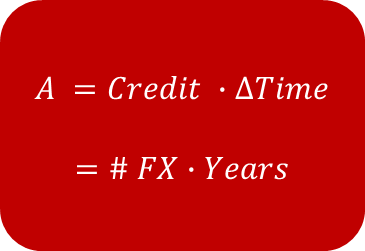 A = Credit · ΔTime
= # FX · Years